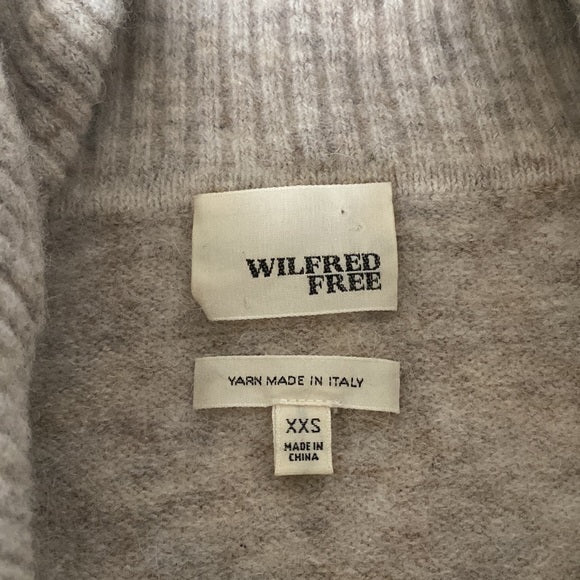 WILFRED
FREE
YARN MADE IN ITALY
XXS
MADE IN
CHINA